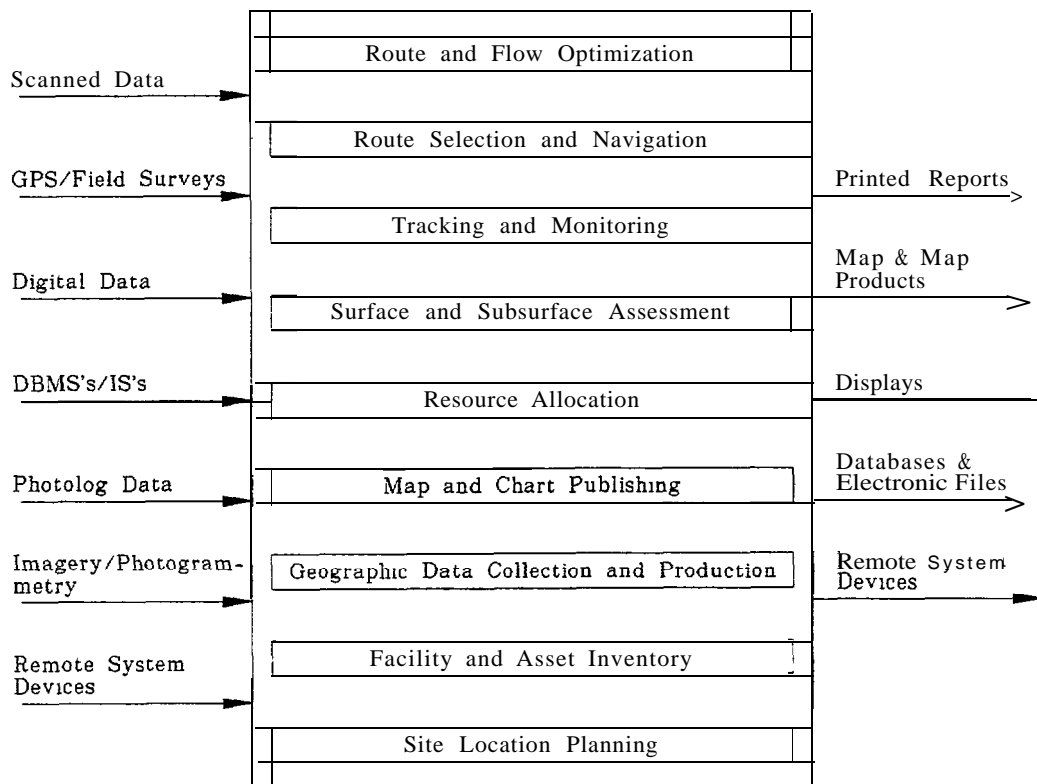 Scanned Data
GPS/Field Surveys
Digital Data
DBMS's/IS's
Photolog Data
Imagery/Photogram-
metry
Remote System
Devices
Route and Flow Optimization
Route Selection and Navigation
Tracking and Monitoring
Surface and Subsurface Assessment
Resource Allocation
Map and Chart Publishing
Geographic Data Collection and Production
Facility and Asset Inventory
Site Location Planning
Printed Reports
Map & Map
Products
Displays
Databases &
Electronic Files
Remote System
Devices